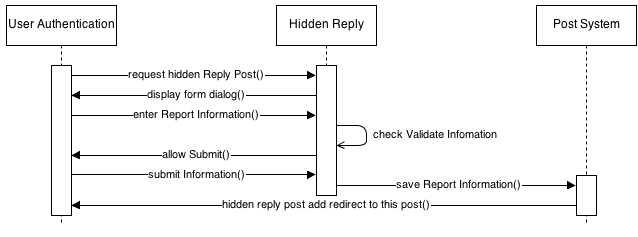 User Authentication
Hidden Reply
Post System
request hidden Reply Post()
display form dialog()
enter Report Information()
check Validate Infomation
allow Submit()
submit Information()
save Report Information()
hidden reply post add redirect to this post()